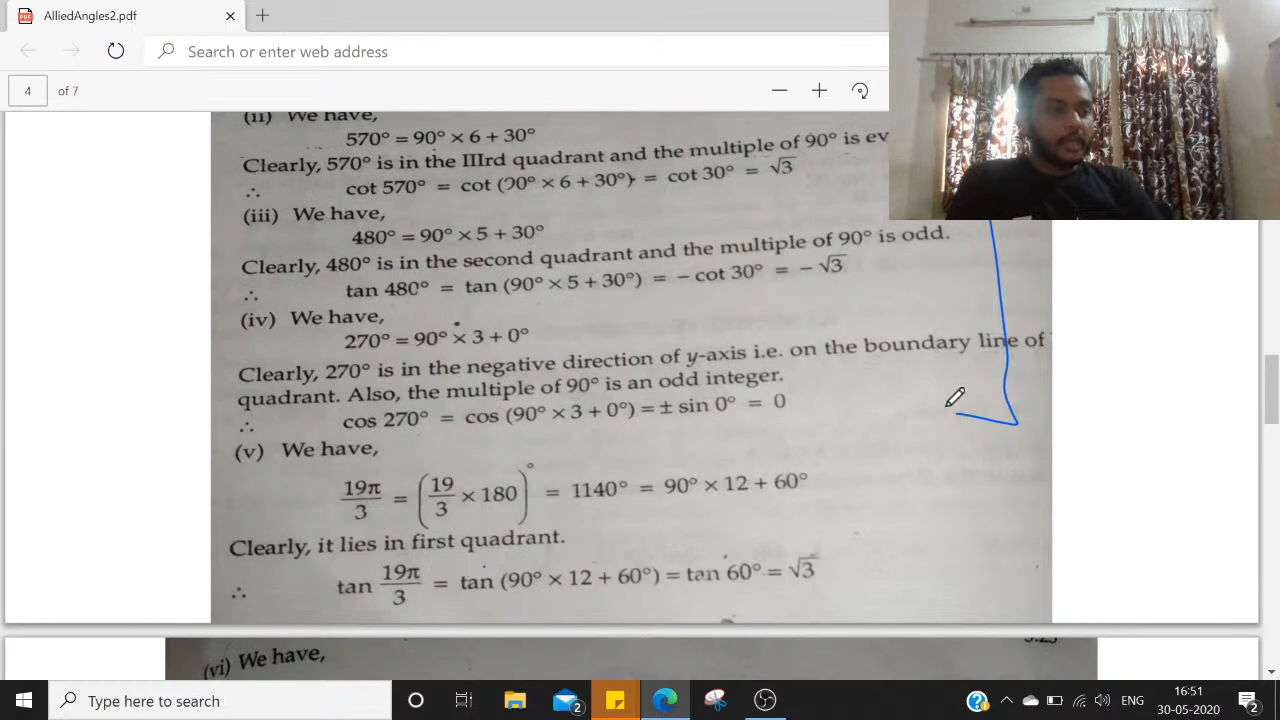 AlliedAngles2.pdf
Search or enter web address
4 of 7
(ii) We have,
570° = 90° × 6 + 30°
Clearly, 570° is in the IIIrd quadrant and the multiple of 90° is ev
∴ cot 570° = cot (90° × 6 + 30°) = cot 30° = √3
(iii) We have,
480° = 90° × 5 + 30°
Clearly, 480° is in the second quadrant and the multiple of 90° is odd.
∴ tan 480° = tan (90° × 5 + 30°) = − cot 30° = − √3
(iv) We have,
270° = 90° × 3 + 0°
Clearly, 270° is in the negative direction of y-axis i.e. on the boundary line of
quadrant. Also, the multiple of 90° is an odd integer.
∴ cos 270° = cos (90° × 3 + 0°) = ± sin 0° = 0
(v) We have,
19π/3 = (19/3 × 180)° = 1140° = 90° × 12 + 60°
Clearly, it lies in first quadrant.
∴ tan 19π/3 = tan (90° × 12 + 60°) = tan 60° = √3
(vi) We have,
Type here to search
2
ENG
16:51
30-05-2020
2